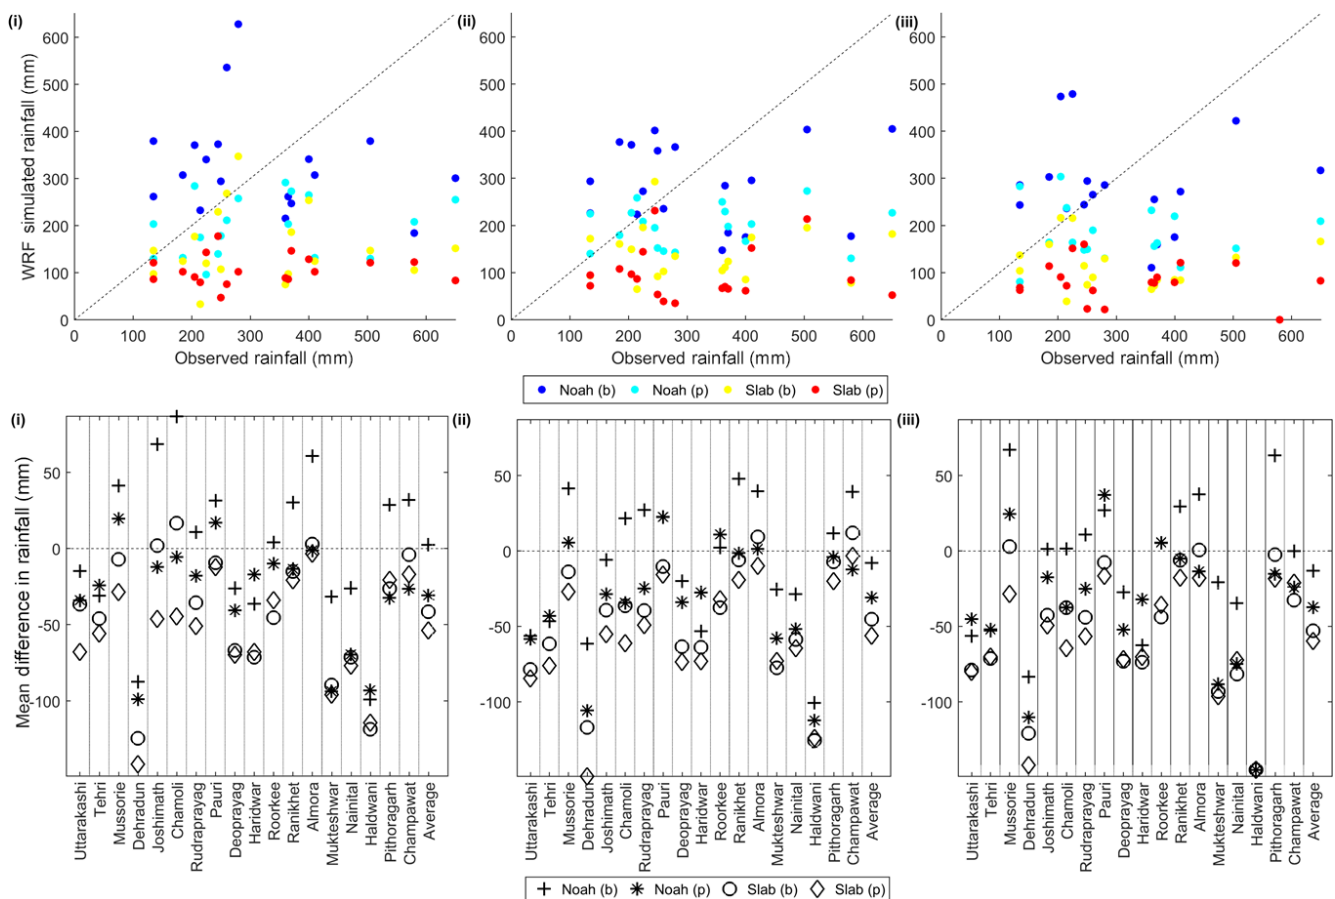 (i)
(ii)
(iii)
WRF simulated rainfall (mm)
600
500
400
300
200
100
0
0 100 200 300 400 500 600
Observed rainfall (mm)
600
500
400
300
200
100
0
0 100 200 300 400 500 600
Observed rainfall (mm)
600
500
400
300
200
100
0
0 100 200 300 400 500 600
Observed rainfall (mm)
Noah (b) Noah (p) Slab (b) Slab (p)
(i)
(ii)
(iii)
Mean difference in rainfall (mm)
50
0
-50
-100
Uttarakashi
Tehri
Mussorie
Dehradun
Joshimath
Chamoli
Rudraprayag
Pauri
Deoprayag
Haridwar
Roorkee
Ranikhet
Almora
Mukteshwar
Nainital
Haldwani
Pithoragarh
Champawat
Average
50
0
-50
-100
Uttarakashi
Tehri
Mussorie
Dehradun
Joshimath
Chamoli
Rudraprayag
Pauri
Deoprayag
Haridwar
Roorkee
Ranikhet
Almora
Mukteshwar
Nainital
Haldwani
Pithoragarh
Champawat
Average
50
0
-50
-100
Uttarakashi
Tehri
Mussorie
Dehradun
Joshimath
Chamoli
Rudraprayag
Pauri
Deoprayag
Haridwar
Roorkee
Ranikhet
Almora
Mukteshwar
Nainital
Haldwani
Pithoragarh
Champawat
Average
Noah (b) Noah (p) Slab (b) Slab (p)